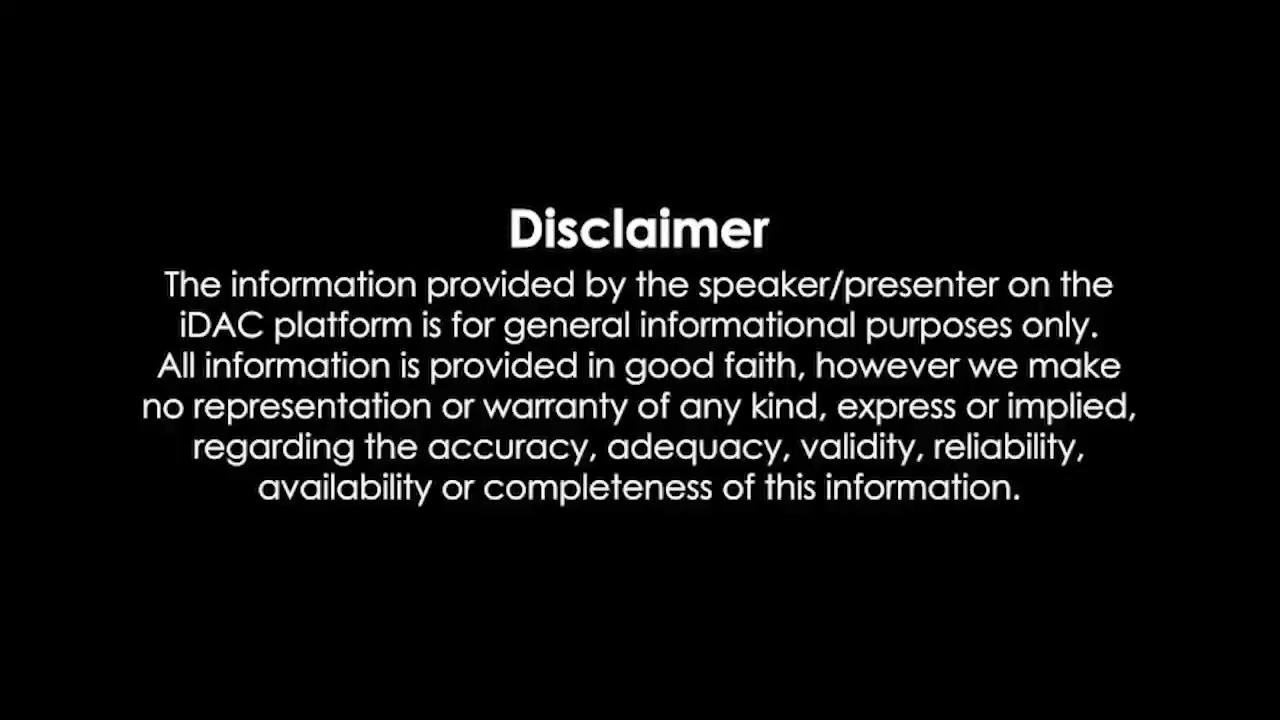 Disclaimer
The information provided by the speaker/presenter on the
iDAC platform is for general informational purposes only.
All information is provided in good faith, however we make
no representation or warranty of any kind, express or implied,
regarding the accuracy, adequacy, validity, reliability,
availability or completeness of this information.